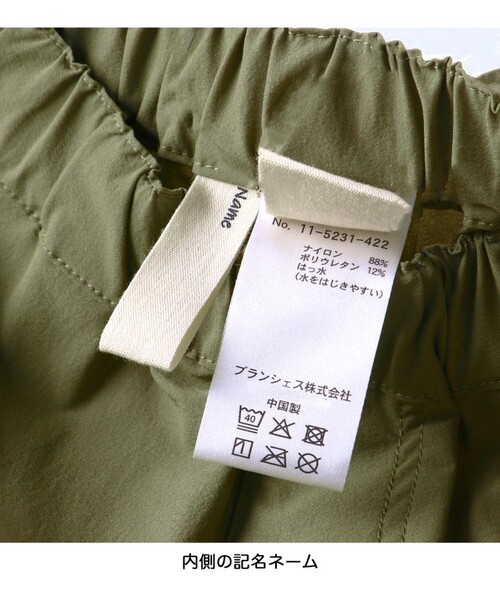 Name
No. 11-5231-422
ナイロン 88%
ポリウレタン 12%
はっ水
(水をはじきやすい)
ブランシェス株式会社
中国製
40
内側の記名ネーム